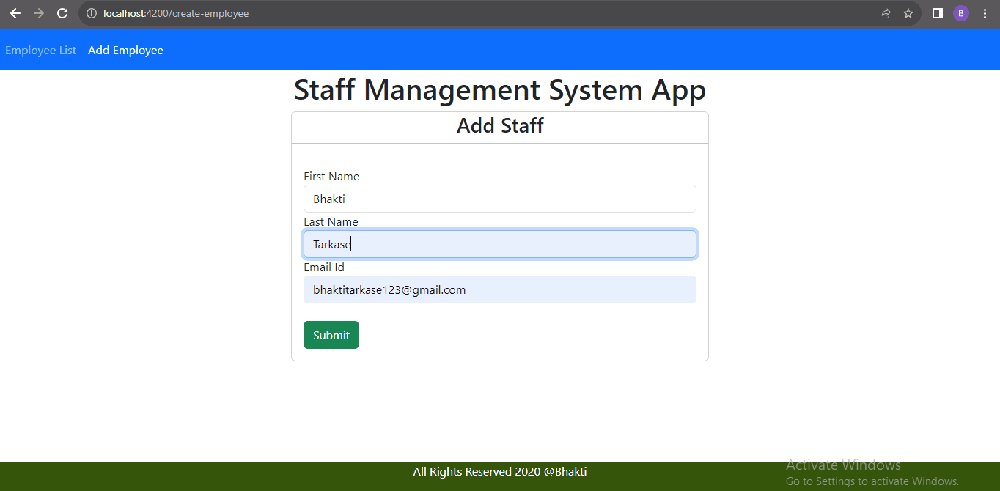 localhost:4200/create-employee
B
Employee List Add Employee
Staff Management System App
Add Staff
First Name
Bhakti
Last Name
Tarkase
Email Id
bhaktitarkase123@gmail.com
Submit
All Rights Reserved 2020 @Bhakti
Activate Windows
Go to Settings to activate Windows.